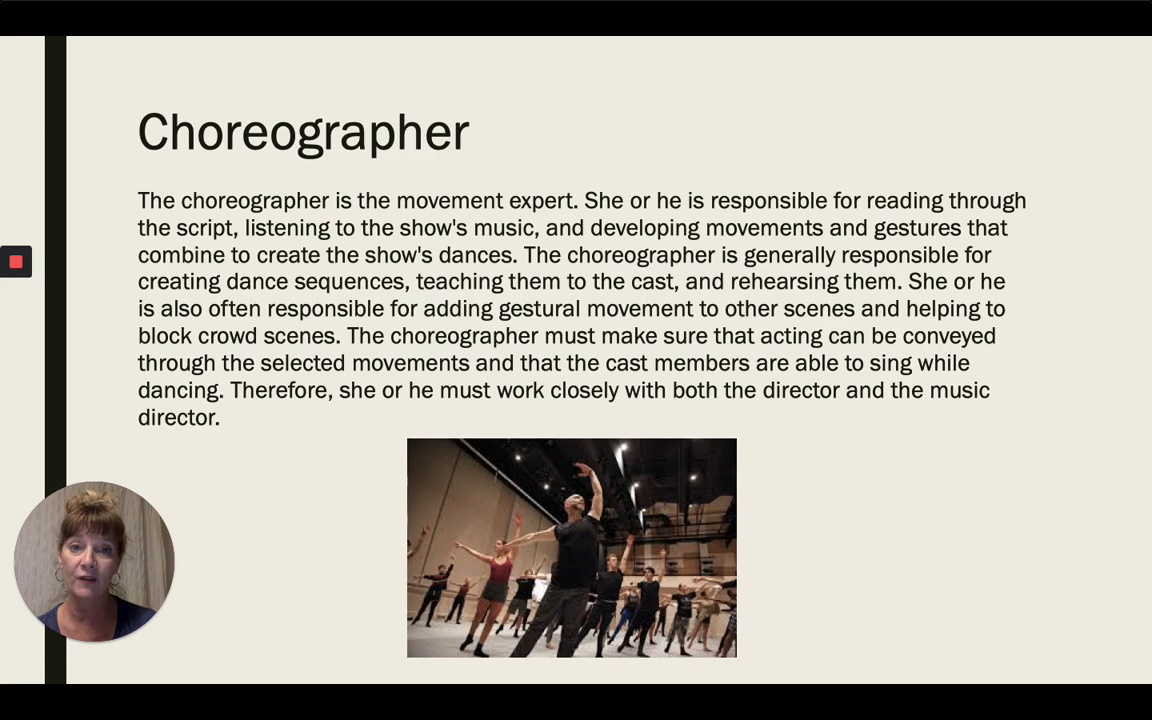 Choreographer
The choreographer is the movement expert. She or he is responsible for reading through
the script, listening to the show's music, and developing movements and gestures that
combine to create the show's dances. The choreographer is generally responsible for
creating dance sequences, teaching them to the cast, and rehearsing them. She or he
is also often responsible for adding gestural movement to other scenes and helping to
block crowd scenes. The choreographer must make sure that acting can be conveyed
through the selected movements and that the cast members are able to sing while
dancing. Therefore, she or he must work closely with both the director and the music
director.